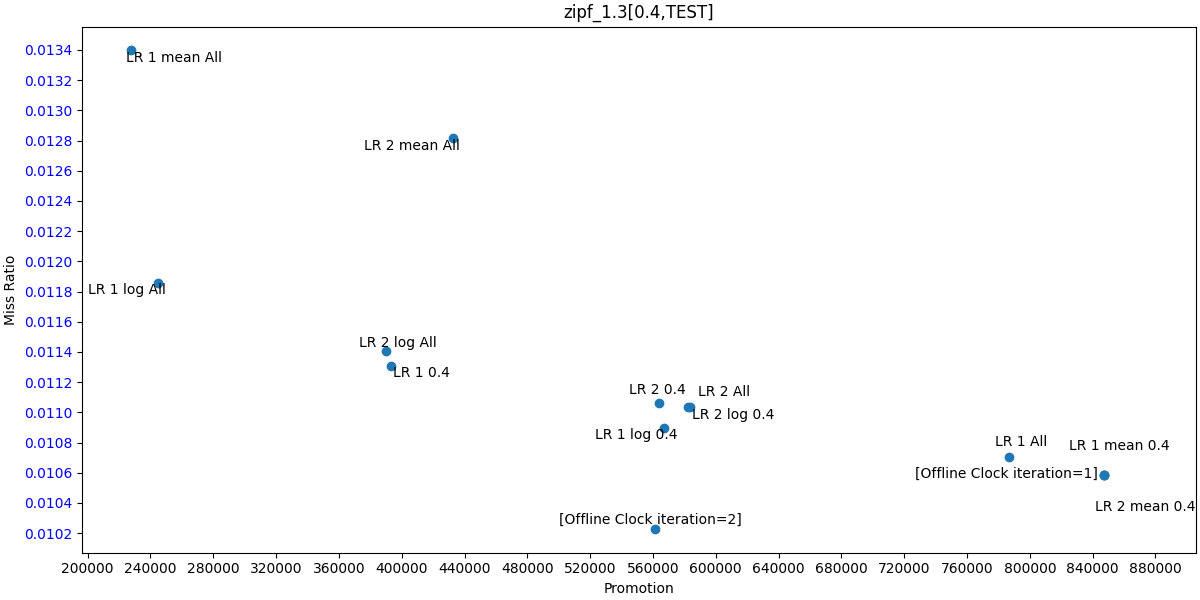 zipf_1.3[0.4,TEST]
0.0134
LR 1 mean All
0.0132
0.0130
0.0128
LR 2 mean All
0.0126
0.0124
0.0122
0.0120
0.0118
LR 1 log All
0.0116
LR 2 log All
0.0114
LR 1 0.4
0.0112
LR 2 0.4
LR 2 All
0.0110
LR 2 log 0.4
LR 1 log 0.4
0.0108
LR 1 All
LR 1 mean 0.4
0.0106
[Offline Clock iteration=1]
0.0104
LR 2 mean 0.4
[Offline Clock iteration=2]
0.0102
Miss Ratio
200000 240000 280000 320000 360000 400000 440000 480000 520000 560000 600000 640000 680000 720000 760000 800000 840000 880000
Promotion